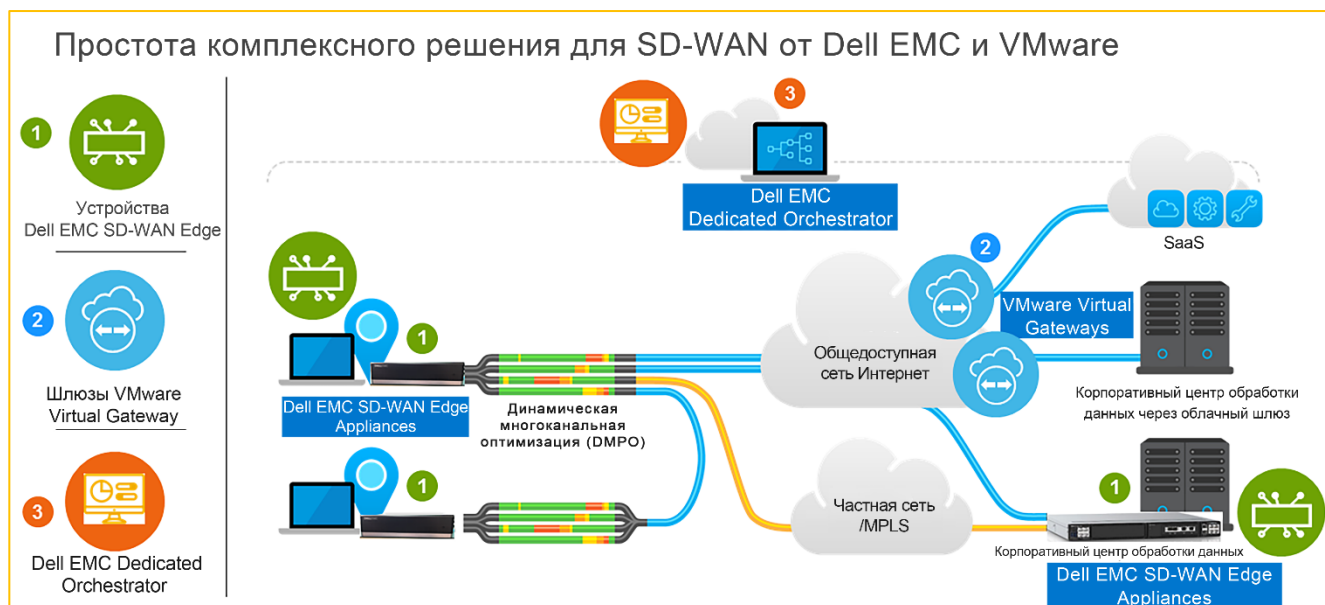 Простота комплексного решения для SD-WAN от Dell EMC и VMware
1
Устройства
Dell EMC SD-WAN Edge
2
Шлюзы VMware
Virtual Gateway
3
Dell EMC Dedicated
Orchestrator
3
Dell EMC
Dedicated Orchestrator
SaaS
2
VMware Virtual
Gateways
Общедоступная
сеть Интернет
Корпоративный центр обработки
данных через облачный шлюз
1
Dell EMC SD-WAN Edge
Appliances
Динамическая
многоканальная
оптимизация (DMPO)
1
Частная сеть
/MPLS
1
Корпоративный центр обработки данных
Dell EMC SD-WAN Edge
Appliances